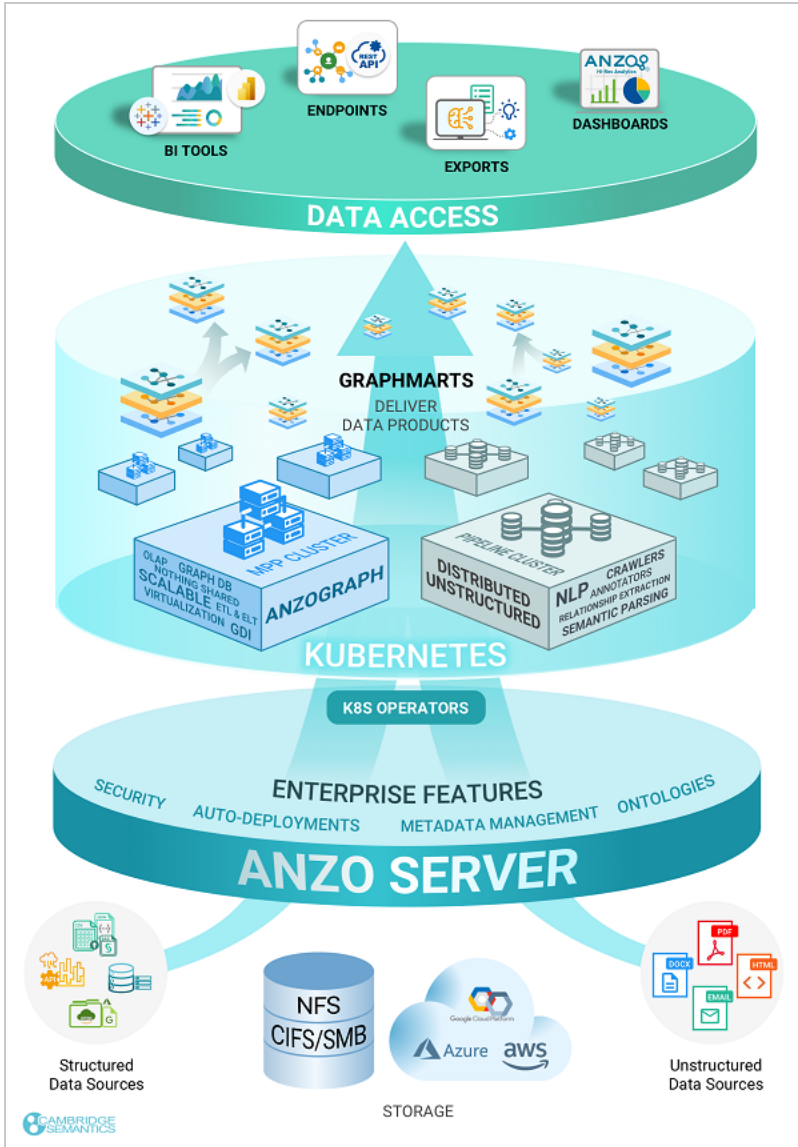 ANZO
Hi-Res Analytics
REST
API
ENDPOINTS
DASHBOARDS
BI TOOLS
EXPORTS
DATA ACCESS
GRAPHMARTS
DELIVER
DATA PRODUCTS
MPP CLUSTER
OLAP GRAPH DB
NOTHING SHARED
SCALABLE ETL & ELT
VIRTUALIZATION GDI
ANZOGRAPH
PIPELINE CLUSTER
DISTRIBUTED
UNSTRUCTURED
CRAWLERS
NLP ANNOTATORS
RELATIONSHIP EXTRACTION
SEMANTIC PARSING
KUBERNETES
K8S OPERATORS
ENTERPRISE FEATURES
SECURITY
AUTO-DEPLOYMENTS
METADATA MANAGEMENT
ONTOLOGIES
ANZO SERVER
API
Structured
Data Sources
NFS
CIFS/SMB
Google Cloud Platform
Azure
aws
STORAGE
PDF
DOCX
HTML
EMAIL
Unstructured
Data Sources
CAMBRIDGE
SEMANTICS